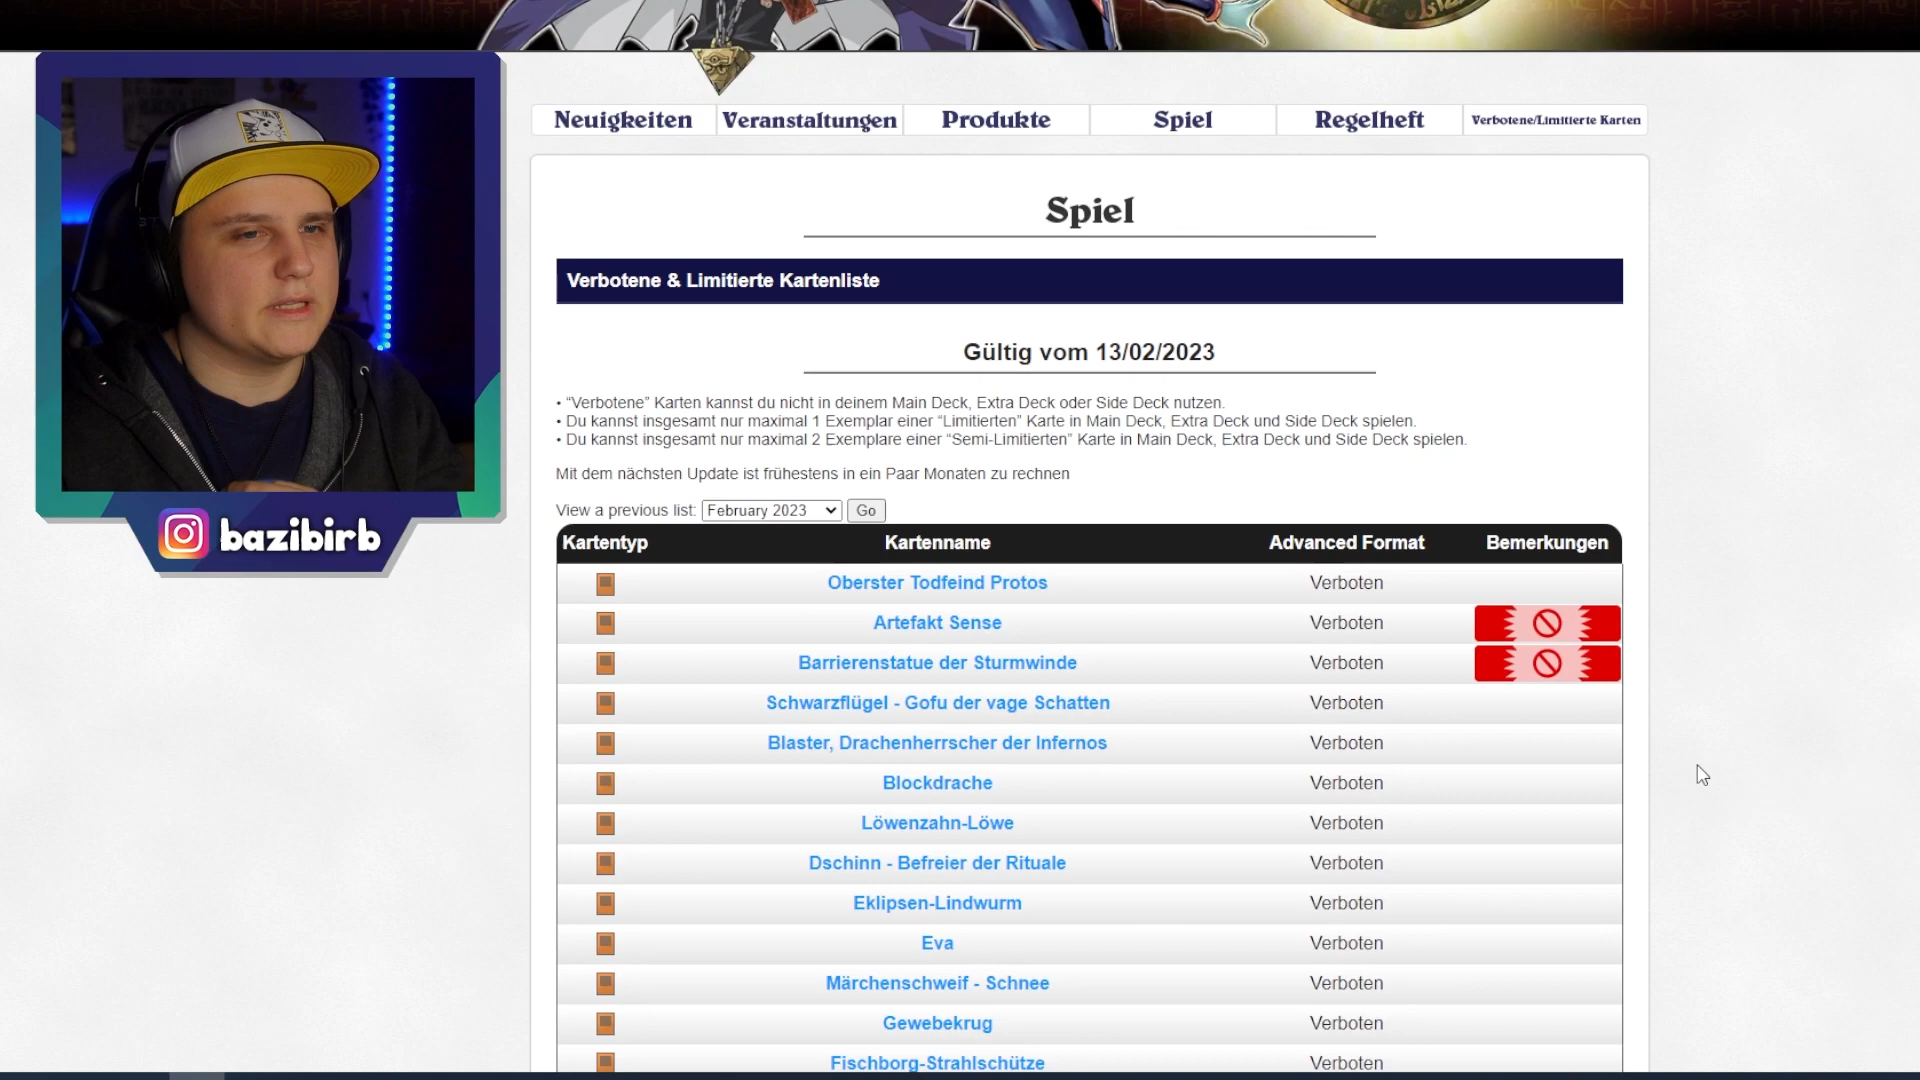 Neuigkeiten Veranstaltungen Produkte Spiel Regelheft Verbotene/Limitierte Karten
Spiel
Verbotene & Limitierte Kartenliste
Gültig vom 13/02/2023
• “Verbotene” Karten kannst du nicht in deinem Main Deck, Extra Deck oder Side Deck nutzen.
• Du kannst insgesamt nur maximal 1 Exemplar einer “Limitierten” Karte in Main Deck, Extra Deck und Side Deck spielen.
• Du kannst insgesamt nur maximal 2 Exemplare einer “Semi-Limitierten” Karte in Main Deck, Extra Deck und Side Deck spielen.
Mit dem nächsten Update ist frühestens in ein Paar Monaten zu rechnen
View a previous list: February 2023 Go
Kartentyp Kartenname Advanced Format Bemerkungen
Oberster Todfeind Protos Verboten
Artefakt Sense Verboten
Barrierenstatue der Sturmwinde Verboten
Schwarzflügel - Gofu der vage Schatten Verboten
Blaster, Drachenherrscher der Infernos Verboten
Blockdrache Verboten
Löwenzahn-Löwe Verboten
Dschinn - Befreier der Rituale Verboten
Eklipsen-Lindwurm Verboten
Eva Verboten
Märchenschweif - Schnee Verboten
Gewebekrug Verboten
Fischborg-Strahlschütze Verboten
bazibirb